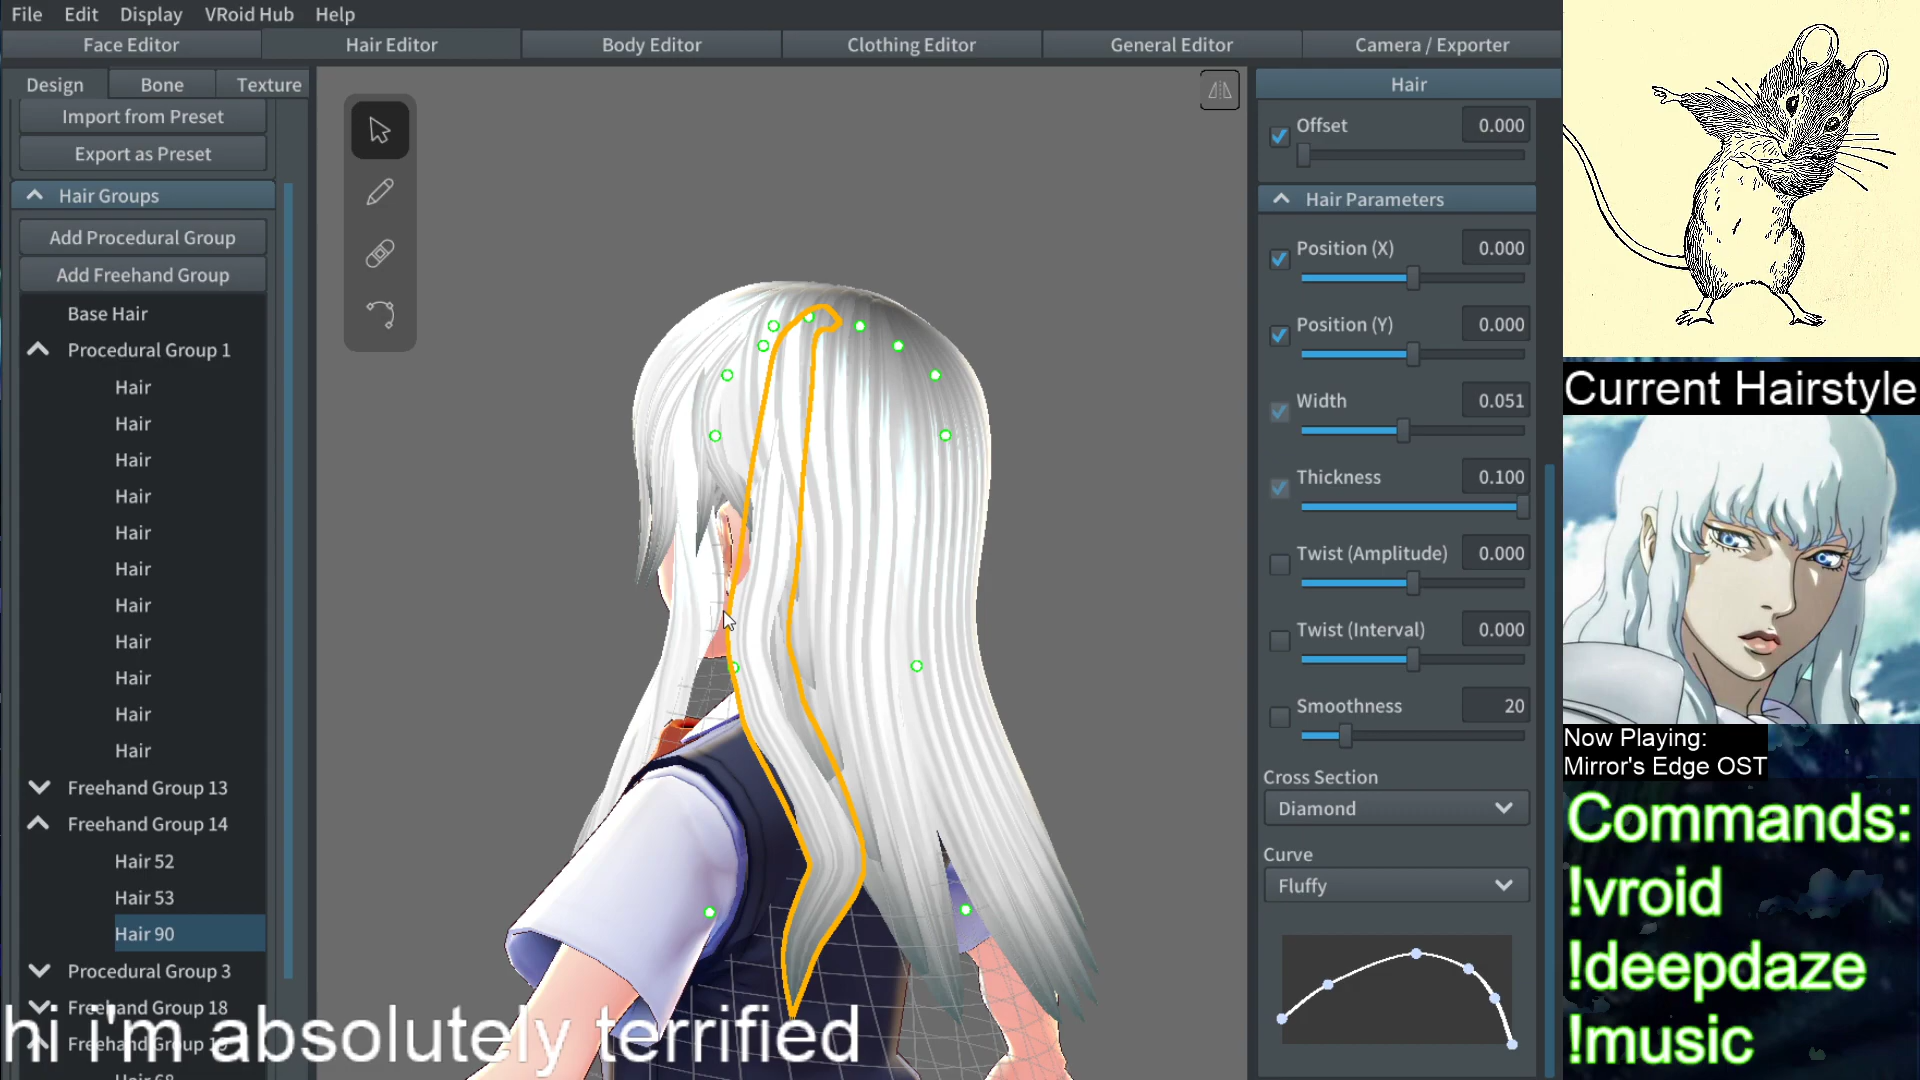 File Edit Display VRoid Hub Help
Face Editor Hair Editor Body Editor Clothing Editor General Editor Camera / Exporter
Design Bone Texture
Import from Preset
Export as Preset
Hair Groups
Add Procedural Group
Add Freehand Group
Base Hair
Procedural Group 1
Hair
Hair
Hair
Hair
Hair
Hair
Hair
Hair
Hair
Hair
Hair
Freehand Group 13
Freehand Group 14
Hair 52
Hair 53
Hair 90
Procedural Group 3
Freehand Group 18
Freehand Group
hi i'm absolutely terrified
Hair
Offset 0.000
Hair Parameters
Position (X) 0.000
Position (Y) 0.000
Width 0.051
Thickness 0.100
Twist (Amplitude) 0.000
Twist (Interval) 0.000
Smoothness 20
Cross Section
Diamond
Curve
Fluffy
Current Hairstyle
Now Playing:
Mirror's Edge OST
Commands:
!vroid
!deepdaze
!music